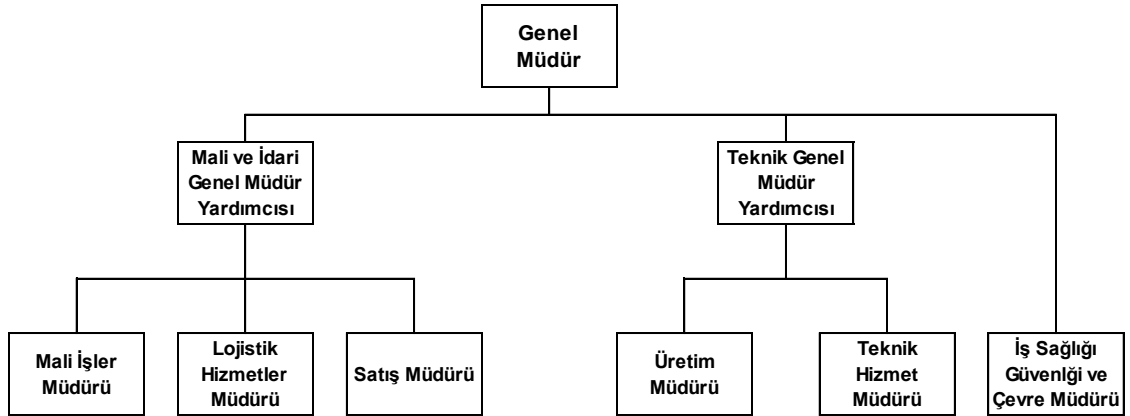 Genel
Müdür
Mali ve İdari
Genel Müdür
Yardımcısı
Teknik Genel
Müdür
Yardımcısı
Mali İşler
Müdürü
Lojistik
Hizmetler
Müdürü
Satış Müdürü
Üretim
Müdürü
Teknik
Hizmet
Müdürü
İş Sağlığı
Güvenlği ve
Çevre Müdürü